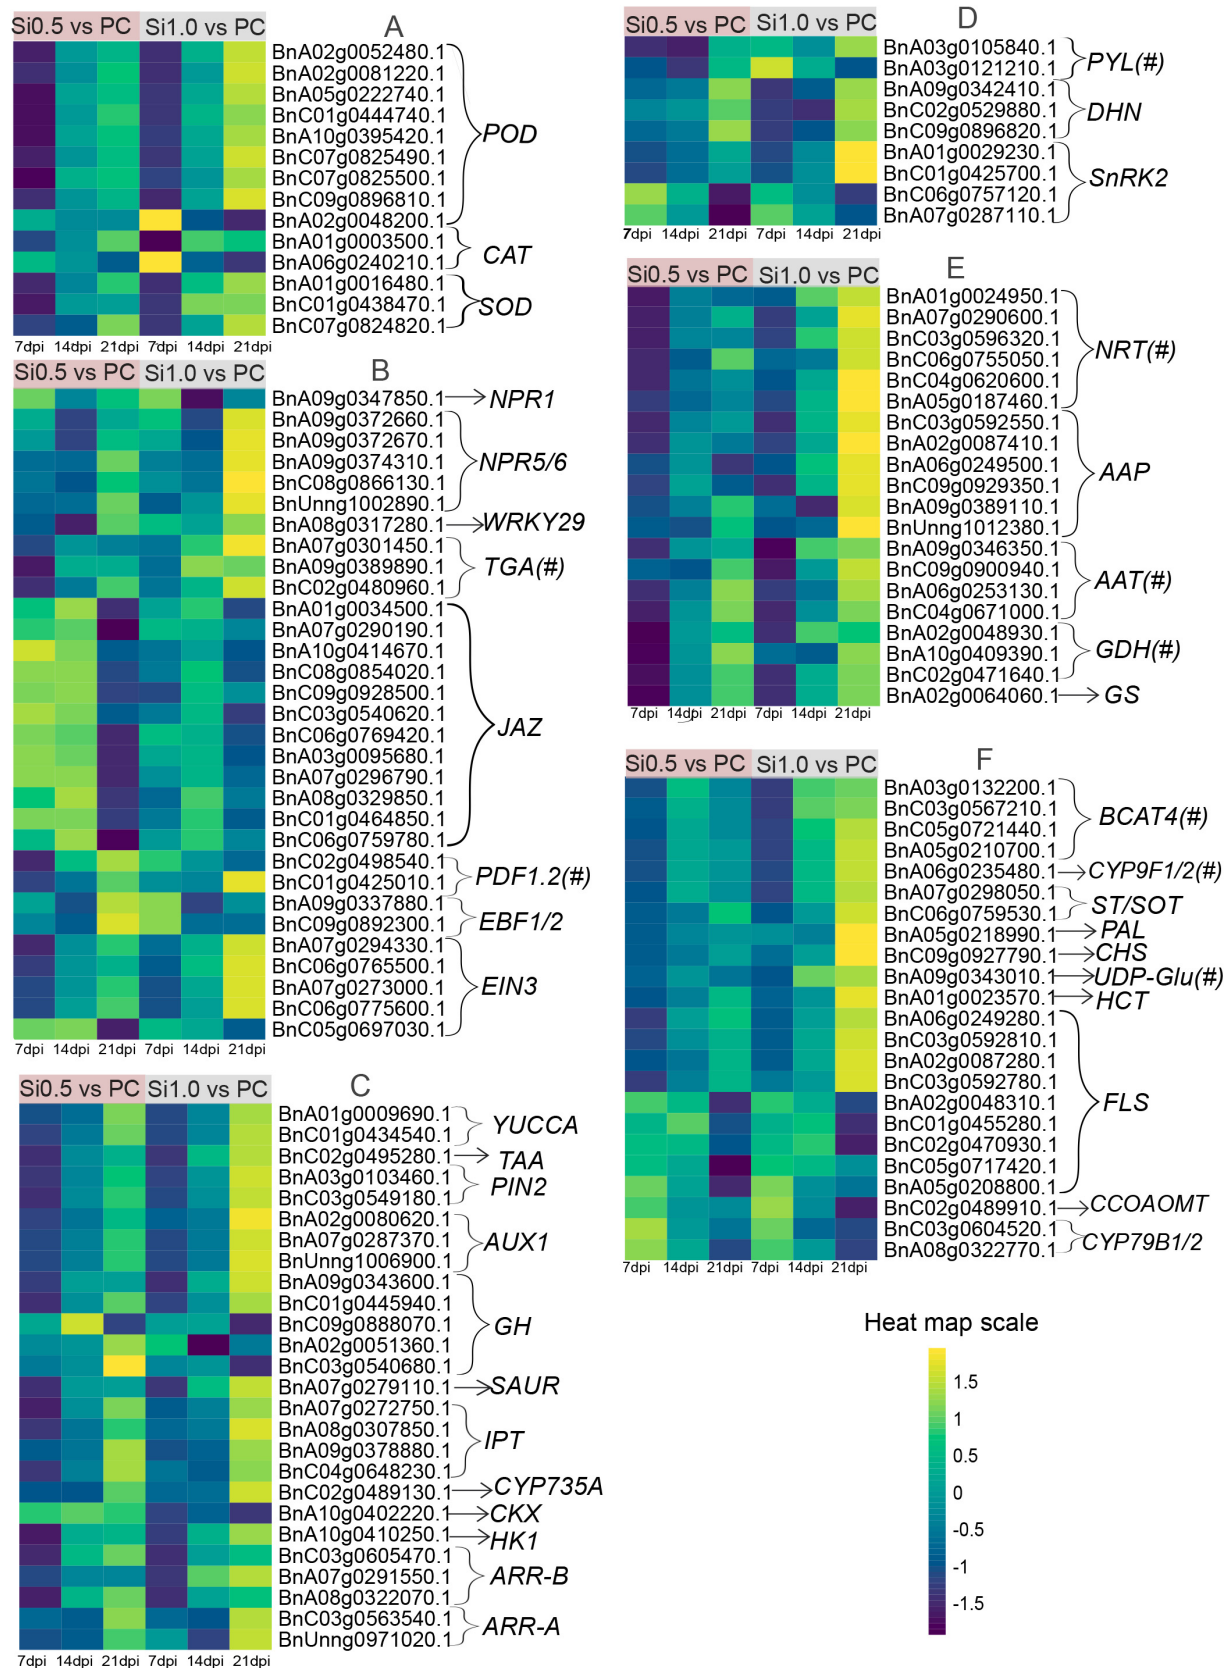 Si0.5 vs PC Si1.0 vs PC A
BnA02g0052480.1
BnA02g0081220.1
BnA05g0222740.1
BnC01g0444740.1
BnA10g0395420.1 POD
BnC07g0825490.1
BnC07g0825500.1
BnC09g0896810.1
BnA02g0048200.1
BnA01g0003500.1 CAT
BnA06g0240210.1
BnA01g0016480.1
BnC01g0438470.1 SOD
BnC07g0824820.1
7dpi 14dpi 21dpi 7dpi 14dpi 21dpi
Si0.5 vs PC Si1.0 vs PC B
BnA09g0347850.1 NPR1
BnA09g0372660.1
BnA09g0372670.1
BnA09g0374310.1 NPR5/6
BnC08g0866130.1
BnUnng1002890.1
BnA08g0317280.1 WRKY29
BnA07g0301450.1
BnA09g0389890.1 TGA(#)
BnC02g0480960.1
BnA01g0034500.1
BnA07g0290190.1
BnA10g0414670.1
BnC08g0854020.1
BnC09g0928500.1
BnC03g0540620.1 JAZ
BnC06g0769420.1
BnA03g0095680.1
BnA07g0296790.1
BnA08g0329850.1
BnC01g0464850.1
BnC06g0759780.1
BnC02g0498540.1 PDF1.2(#)
BnC01g0425010.1
BnA09g0337880.1 EBF1/2
BnC09g0892300.1
BnA07g0294330.1
BnC06g0765500.1
BnA07g0273000.1 EIN3
BnC06g0775600.1
BnC05g0697030.1
7dpi 14dpi 21dpi 7dpi 14dpi 21dpi
Si0.5 vs PC Si1.0 vs PC C
BnA01g0009690.1 YUCCA
BnC01g0434540.1
BnC02g0495280.1 TAA
BnA03g0103460.1 PIN2
BnC03g0549180.1
BnA02g0080620.1
BnA07g0287370.1 AUX1
BnUnng1006900.1
BnA09g0343600.1
BnC01g0445940.1
BnC09g0888070.1 GH
BnA02g0051360.1
BnC03g0540680.1
BnA07g0279110.1 SAUR
BnA07g0272750.1
BnA08g0307850.1 IPT
BnA09g0378880.1
BnC04g0648230.1
BnC02g0489130.1 CYP735A
BnA10g0402220.1 CKX
BnA10g0410250.1 HK1
BnC03g0605470.1
BnA07g0291550.1 ARR-B
BnA08g0322070.1
BnC03g0563540.1 ARR-A
BnUnng0971020.1
7dpi 14dpi 21dpi 7dpi 14dpi 21dpi
Si0.5 vs PC Si1.0 vs PC D
BnA03g0105840.1 PYL(#)
BnA03g0121210.1
BnA09g0342410.1
BnC02g0529880.1 DHN
BnC09g0896820.1
BnA01g0029230.1
BnC01g0425700.1 SnRK2
BnC06g0757120.1
BnA07g0287110.1
7dpi 14dpi 21dpi 7dpi 14dpi 21dpi
Si0.5 vs PC Si1.0 vs PC E
BnA01g0024950.1
BnA07g0290600.1
BnC03g0596320.1 NRT(#)
BnC06g0755050.1
BnC04g0620600.1
BnA05g0187460.1
BnC03g0592550.1
BnA02g0087410.1
BnA06g0249500.1 AAP
BnC09g0929350.1
BnA09g0389110.1
BnUnng1012380.1
BnA09g0346350.1
BnC09g0900940.1 AAT(#)
BnA06g0253130.1
BnC04g0671000.1
BnA02g0048930.1
BnA10g0409390.1 GDH(#)
BnC02g0471640.1
BnA02g0064060.1 GS
7dpi 14dpi 21dpi 7dpi 14dpi 21dpi
Si0.5 vs PC Si1.0 vs PC F
BnA03g0132200.1
BnC03g0567210.1 BCAT4(#)
BnC05g0721440.1
BnA05g0210700.1
BnA06g0235480.1 CYP9F1/2(#)
BnA07g0298050.1 ST/SOT
BnC06g0759530.1
BnA05g0218990.1 PAL
BnC09g0927790.1 CHS
BnA09g0343010.1 UDP-Glu(#)
BnA01g0023570.1 HCT
BnA06g0249280.1
BnC03g0592810.1
BnA02g0087280.1
BnC03g0592780.1
BnA02g0048310.1 FLS
BnC01g0455280.1
BnC02g0470930.1
BnC05g0717420.1
BnA05g0208800.1
BnC02g0489910.1 CCOAOMT
BnC03g0604520.1 CYP79B1/2
BnA08g0322770.1
7dpi 14dpi 21dpi 7dpi 14dpi 21dpi
Heat map scale
1.5
1
0.5
0
-0.5
-1
-1.5